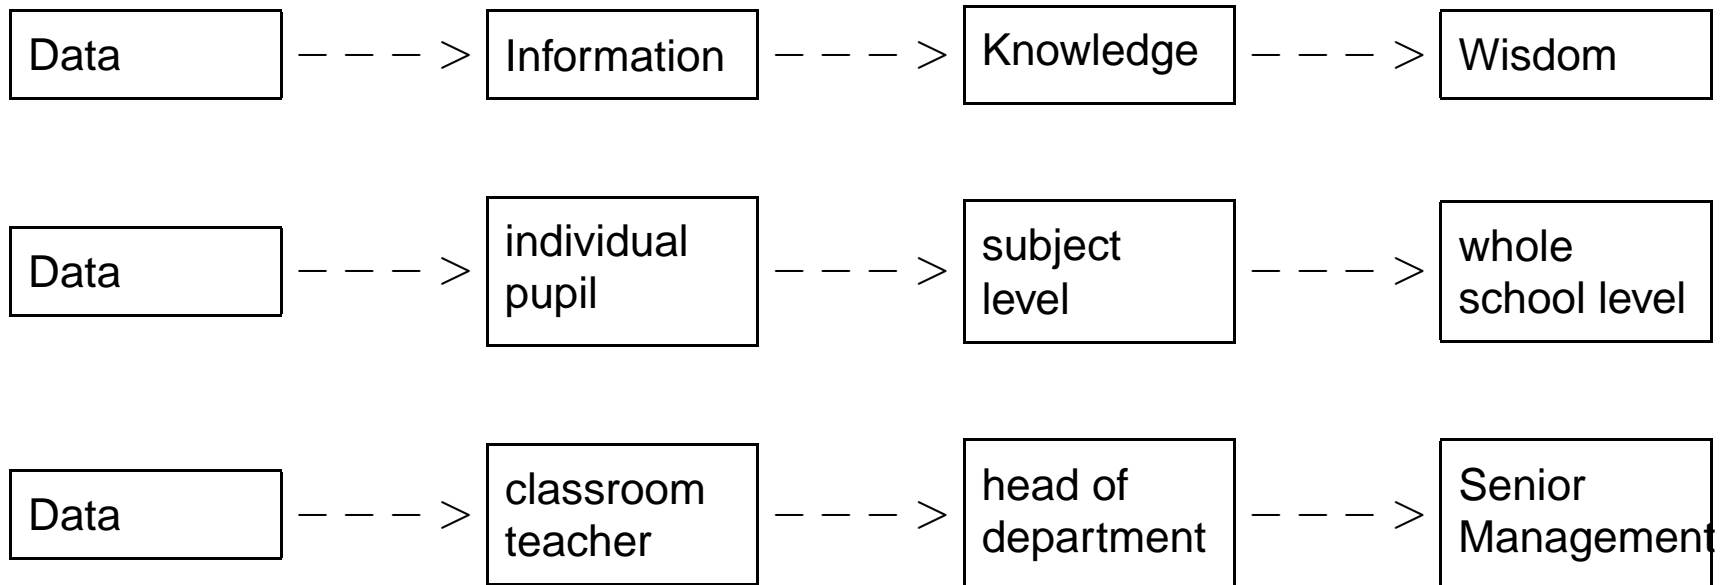 Data - - - > Information - - - > Knowledge - - - > Wisdom
Data - - - > individual pupil - - - > subject level - - - > whole school level
Data - - - > classroom teacher - - - > head of department - - - > Senior Management